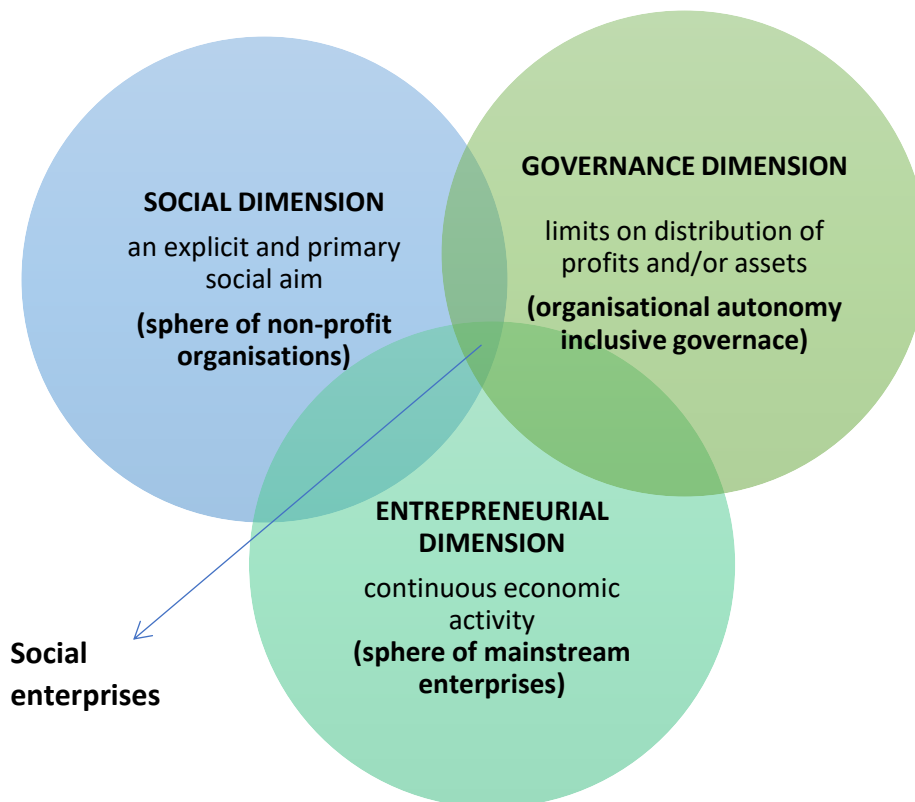 SOCIAL DIMENSION
an explicit and primary
social aim
(sphere of non-profit
organisations)
GOVERNANCE DIMENSION
limits on distribution of
profits and/or assets
(organisational autonomy
inclusive governace)
ENTREPRENEURIAL
DIMENSION
continuous economic
activity
(sphere of mainstream
enterprises)
Social
enterprises